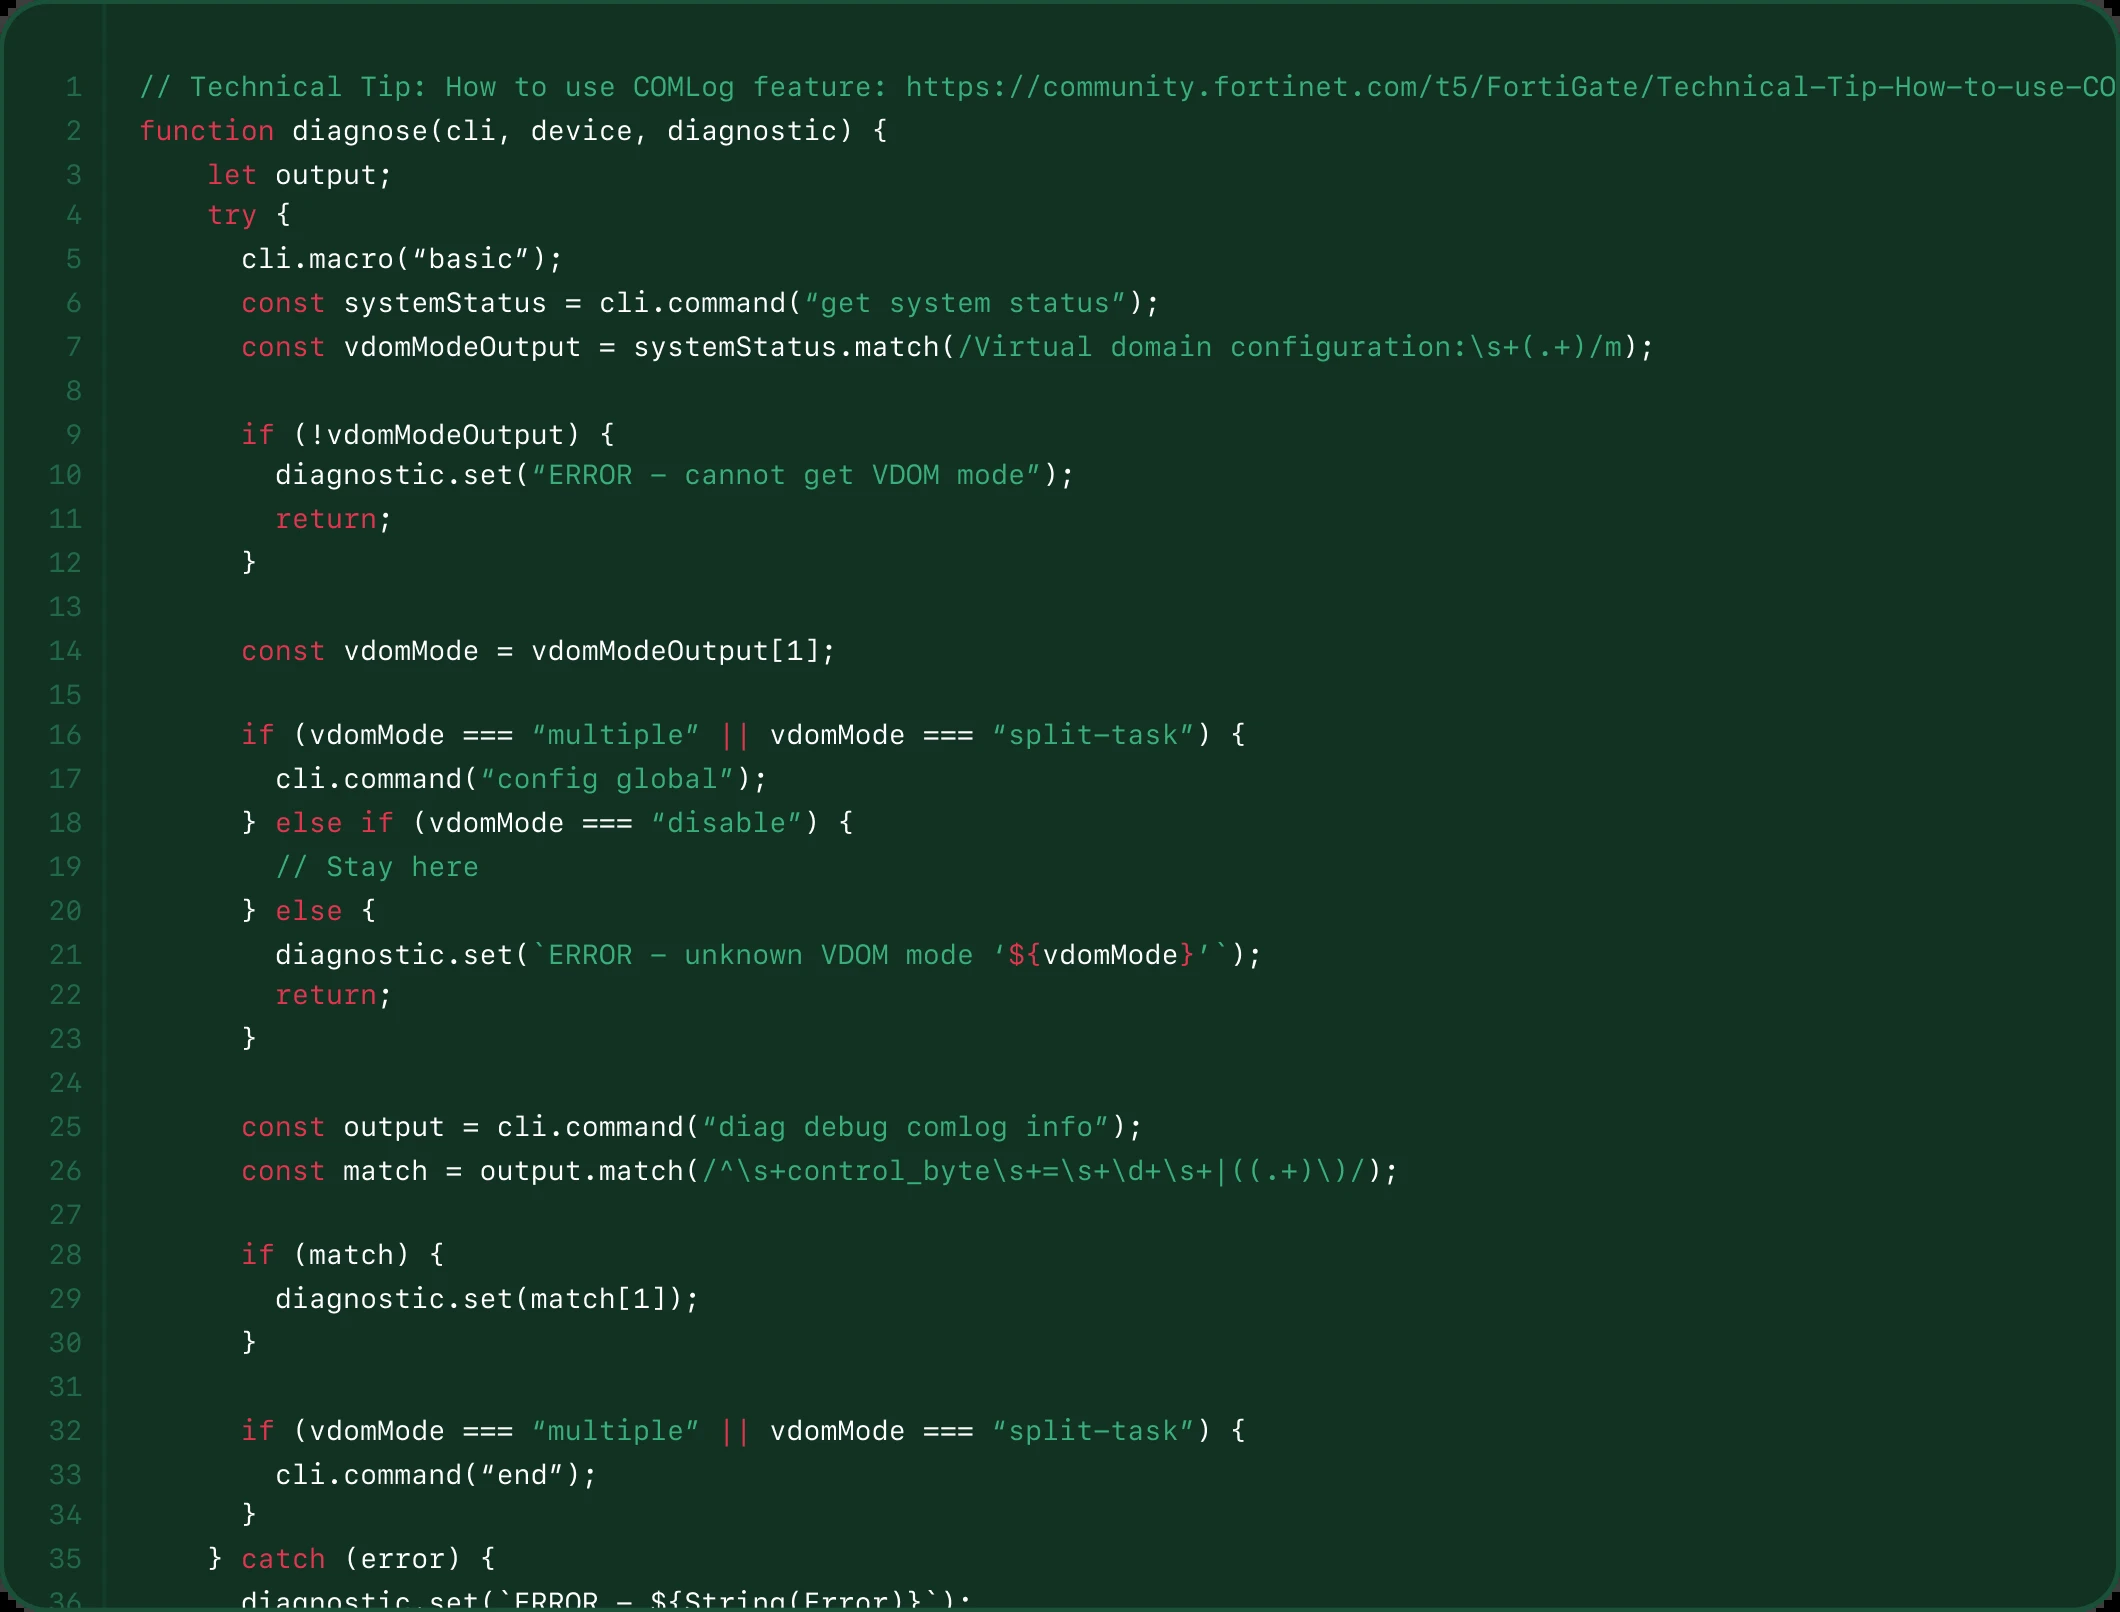 1 // Technical Tip: How to use COMLog feature: https://community.fortinet.com/t5/FortiGate/Technical-Tip-How-to-use-CO
2 function diagnose(cli, device, diagnostic) {
3 let output;
4 try {
5 cli.macro(“basic”);
6 const systemStatus = cli.command(“get system status”);
7 const vdomModeOutput = systemStatus.match(/Virtual domain configuration:\s+(.+)/m);
8
9 if (!vdomModeOutput) {
10 diagnostic.set(“ERROR – cannot get VDOM mode”);
11 return;
12 }
13
14 const vdomMode = vdomModeOutput[1];
15
16 if (vdomMode === “multiple” || vdomMode === “split-task”) {
17 cli.command(“config global”);
18 } else if (vdomMode === “disable”) {
19 // Stay here
20 } else {
21 diagnostic.set(`ERROR – unknown VDOM mode ‘${vdomMode}’`);
22 return;
23 }
24
25 const output = cli.command(“diag debug comlog info”);
26 const match = output.match(/^\s+control_byte\s+=\s+\d+\s+|((.+)\)/);
27
28 if (match) {
29 diagnostic.set(match[1]);
30 }
31
32 if (vdomMode === “multiple” || vdomMode === “split-task”) {
33 cli.command(“end”);
34 }
35 } catch (error) {
36 diagnostic.set(`ERROR – ${String(Error)}`);